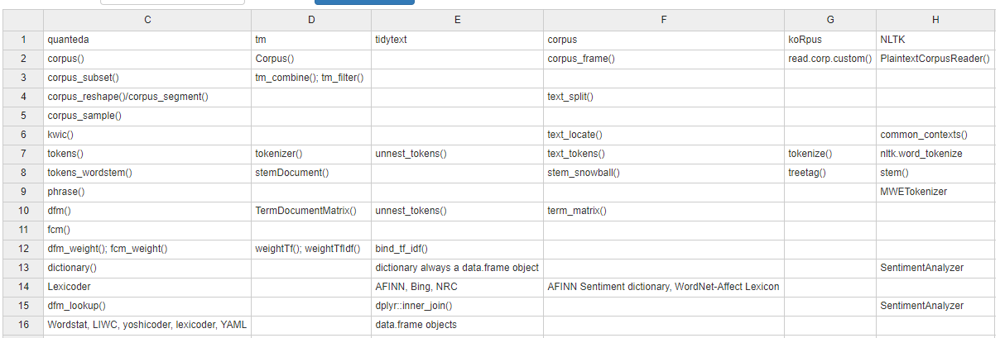 C D E F G H
1 quanteda tm tidytext corpus koRpus NLTK
2 corpus() Corpus() corpus_frame() read.corp.custom() PlaintextCorpusReader()
3 corpus_subset() tm_combine(); tm_filter()
4 corpus_reshape()/corpus_segment() text_split()
5 corpus_sample()
6 kwic() text_locate() common_contexts()
7 tokens() tokenizer() unnest_tokens() text_tokens() tokenize() nltk.word_tokenize
8 tokens_wordstem() stemDocument() stem_snowball() treetag() stem()
9 phrase() MWETokenizer
10 dfm() TermDocumentMatrix() unnest_tokens() term_matrix()
11 fcm()
12 dfm_weight(); fcm_weight() weightTf(); weightTfIdf() bind_tf_idf()
13 dictionary() dictionary always a data.frame object SentimentAnalyzer
14 Lexicoder AFINN, Bing, NRC AFINN Sentiment dictionary, WordNet-Affect Lexicon
15 dfm_lookup() dplyr::inner_join() SentimentAnalyzer
16 Wordstat, LIWC, yoshicoder, lexicoder, YAML data.frame objects